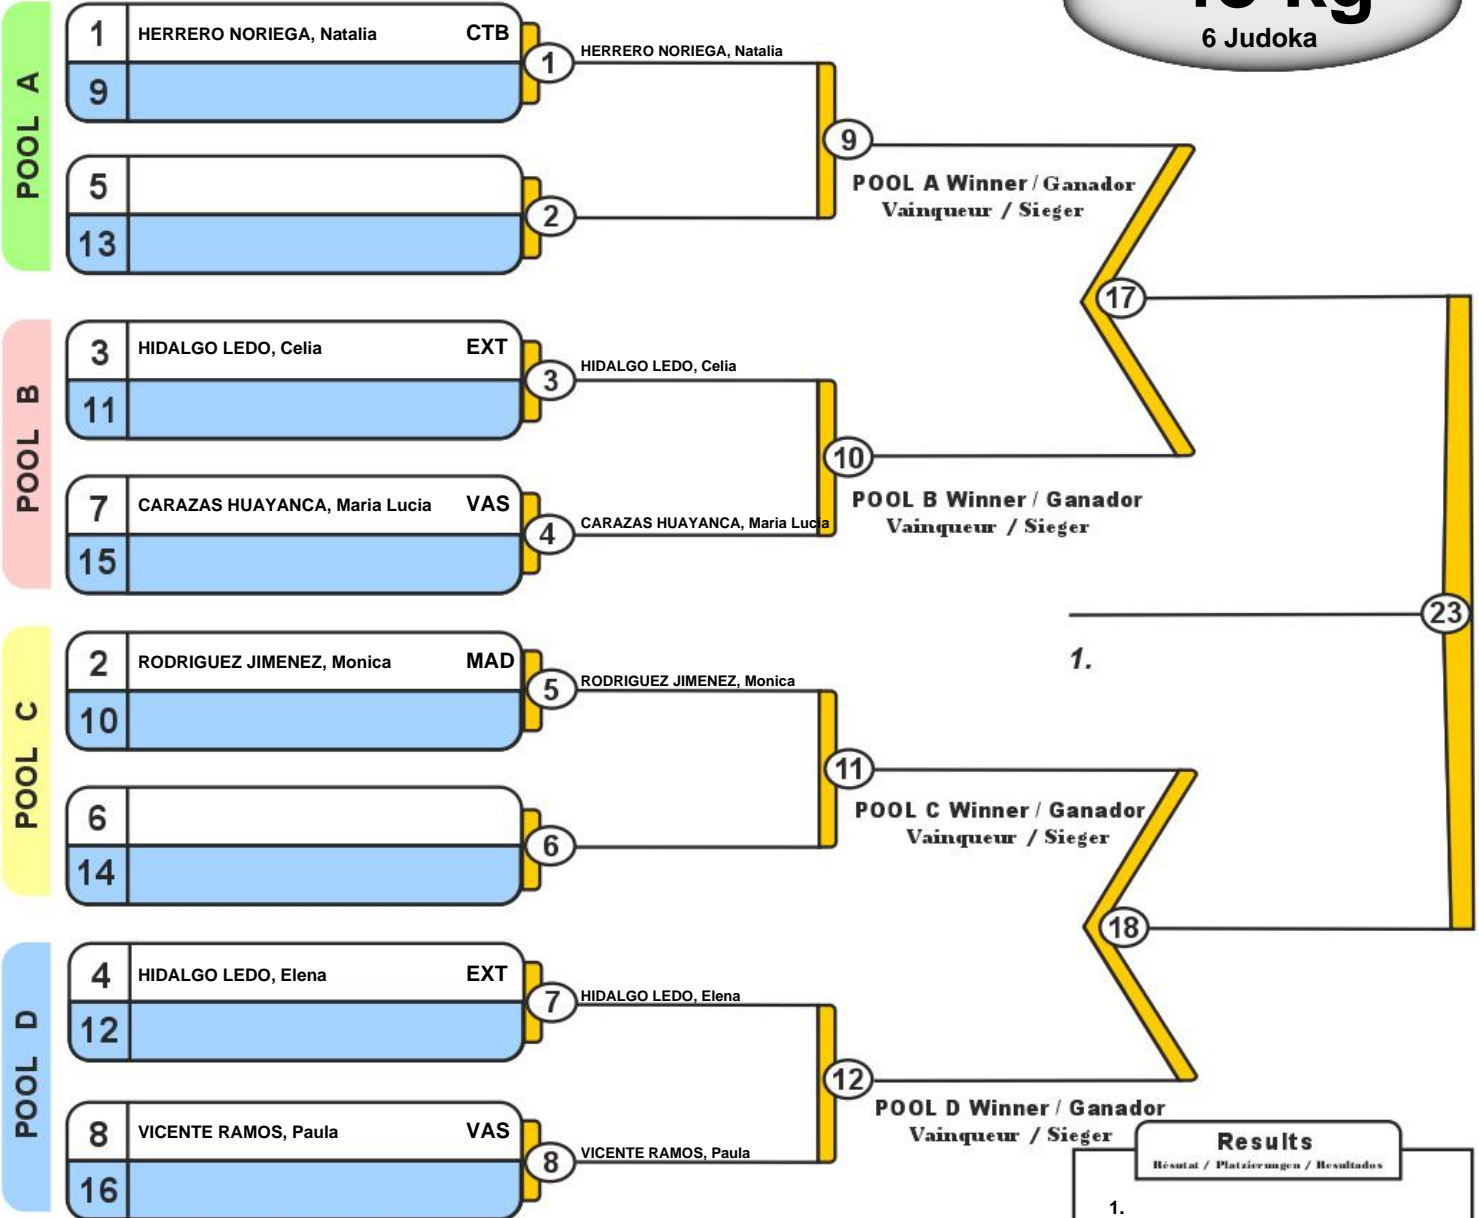 kg
6 Judoka
POOL A
1 HERRERO NORIEGA, Natalia CTB
9
1
HERRERO NORIEGA, Natalia
5
13
2
9
POOL A Winner / Ganador
Vainqueur / Sieger
POOL B
3 HIDALGO LEDO, Celia EXT
11
3
HIDALGO LEDO, Celia
7 CARAZAS HUAYANCA, Maria Lucia VAS
15
4
CARAZAS HUAYANCA, Maria Lucia
10
POOL B Winner / Ganador
Vainqueur / Sieger
17
POOL C
2 RODRIGUEZ JIMENEZ, Monica MAD
10
5
RODRIGUEZ JIMENEZ, Monica
6
14
6
11
POOL C Winner / Ganador
Vainqueur / Sieger
23
1.
POOL D
4 HIDALGO LEDO, Elena EXT
12
7
HIDALGO LEDO, Elena
8 VICENTE RAMOS, Paula VAS
16
8
VICENTE RAMOS, Paula
12
POOL D Winner / Ganador
Vainqueur / Sieger
18
Results
Résutat / Platzierungen / Resultados
1.